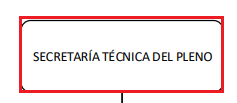 SECRETARÍA TÉCNICA DEL PLENO